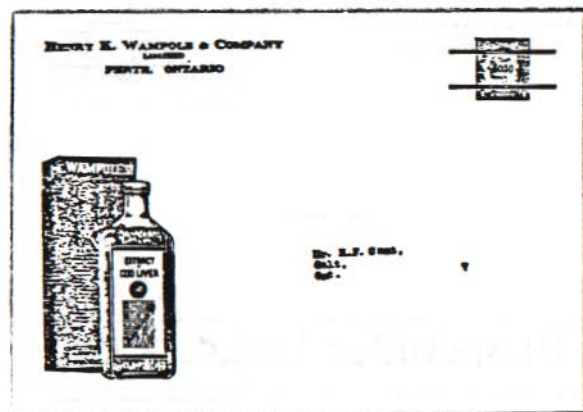 HENRY K. WAMPOLE & COMPANY
LIMITED
PERTH, ONTARIO
WAMPOLE'S
EXTRACT
COD LIVER
Galt,
Ont.